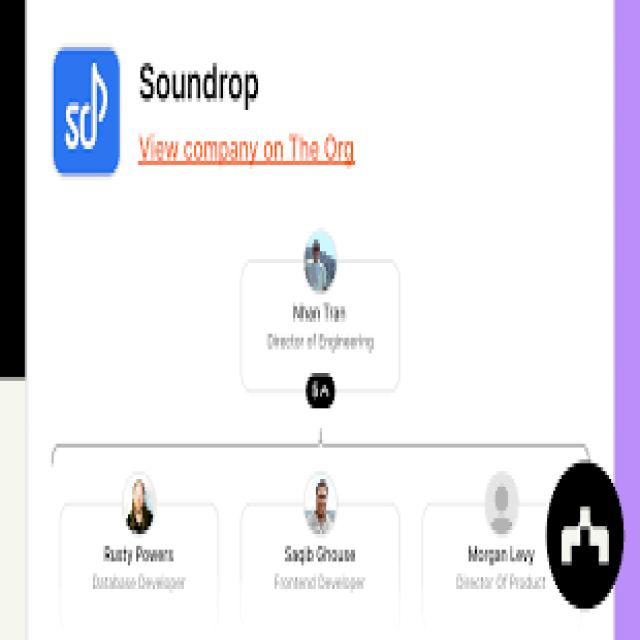 sd
Soundrop
View company on The Org
Nhan Tran
Director of Engineering
Rusty Powers
Saqib Ghouse
Morgan Levy
Database Developer
Frontend Developer
Director Of Product